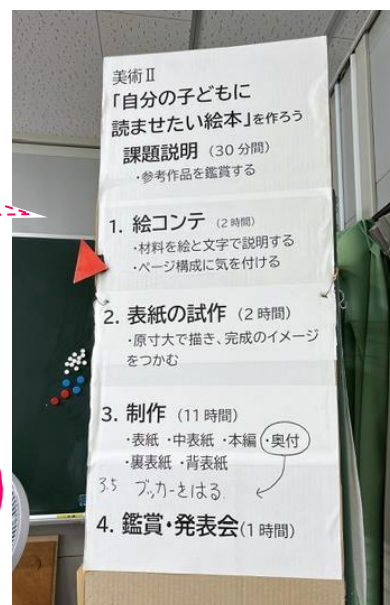 美術Ⅱ
「自分の子どもに
読ませたい絵本」を作ろう
課題説明（30分間）
・参考作品を鑑賞する
1. 絵コンテ（2時間）
・材料を絵と文字で説明する
・ページ構成に気を付ける
2. 表紙の試作（2時間）
・原寸大で描き、完成のイメージ
をつかむ
3. 制作（11時間）
・表紙・中表紙・本編・奥付
・裏表紙・背表紙
3.5 ブッカーをはる
4. 鑑賞・発表会（1時間）